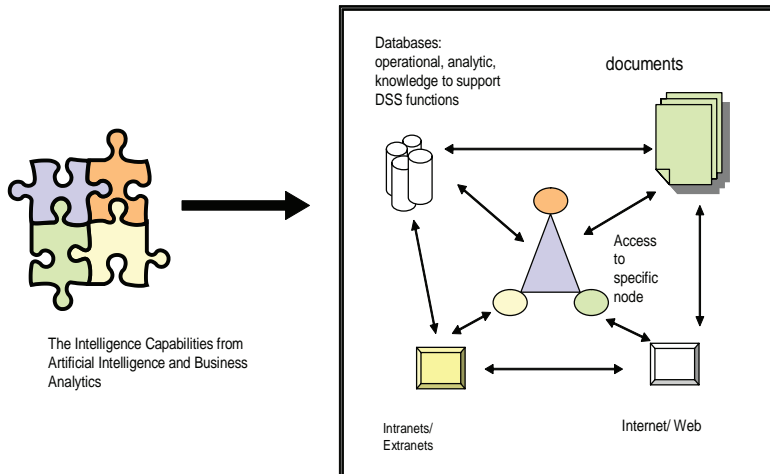 Databases:
operational, analytic,
knowledge to support
DSS functions
documents
Access
to
specific
node
The Intelligence Capabilities from
Artificial Intelligence and Business
Analytics
Intranets/
Extranets
Internet/ Web